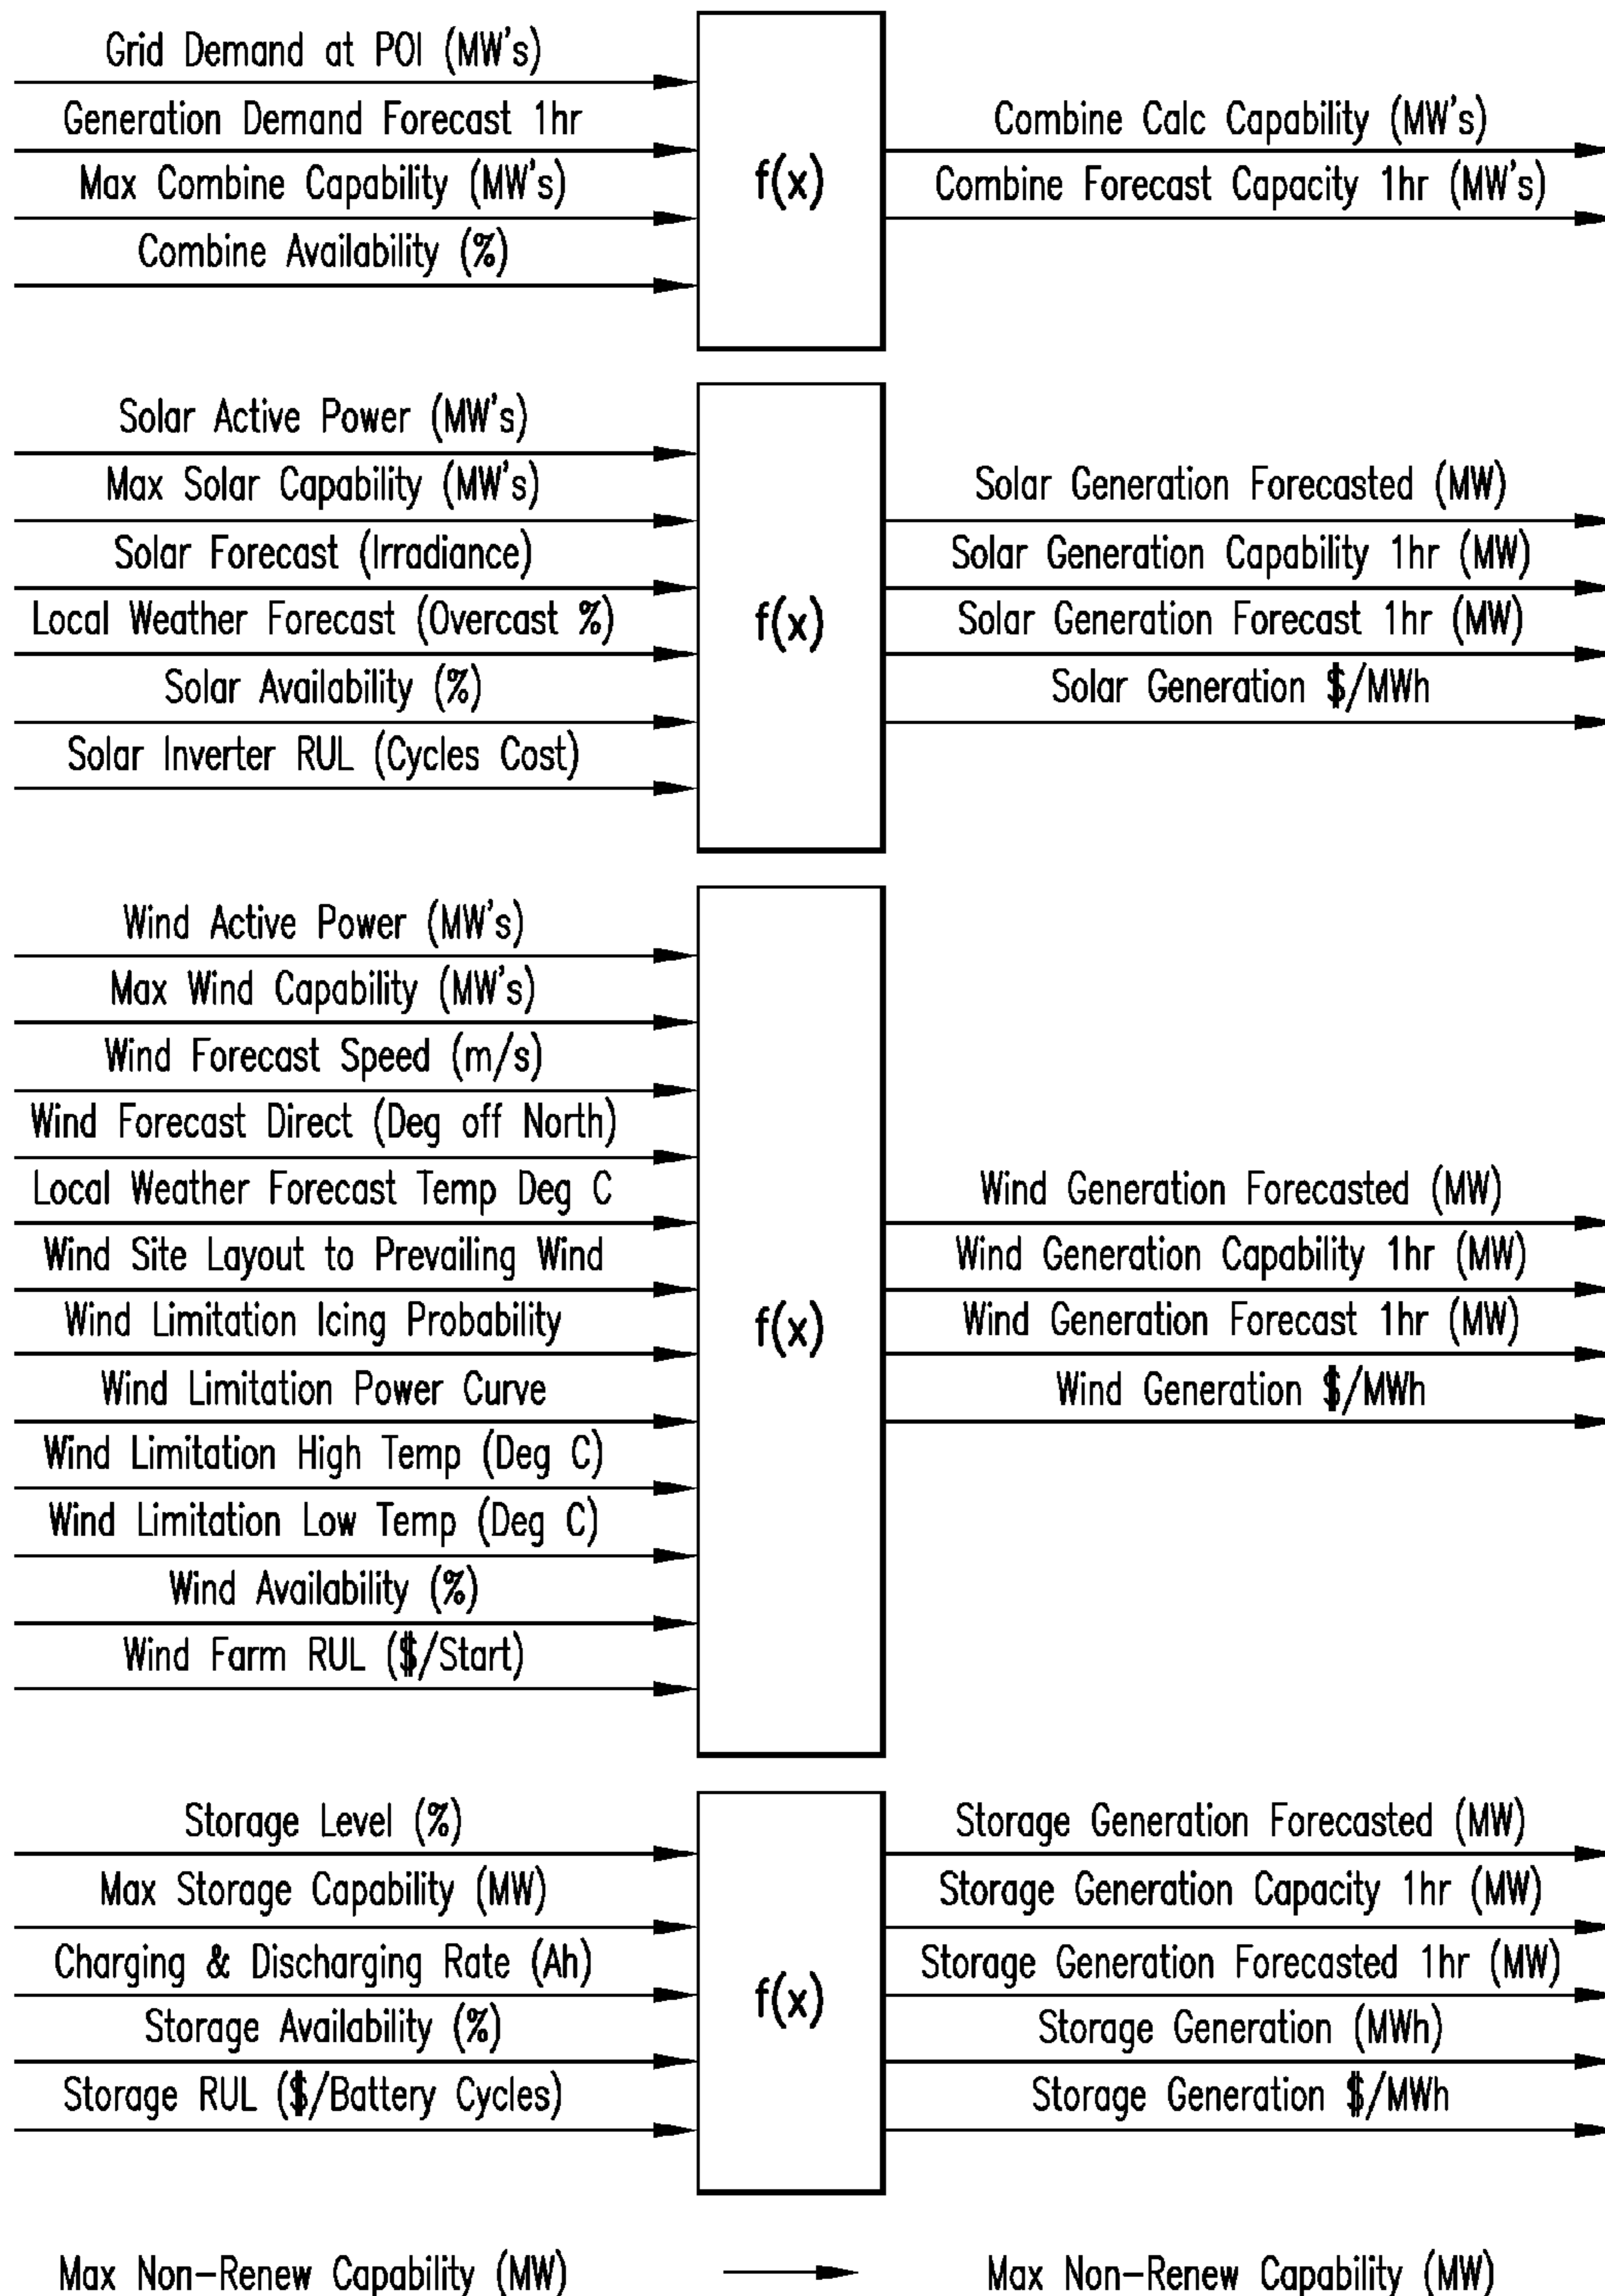 Grid Demand at POI (MW's)
Generation Demand Forecast 1hr
Max Combine Capability (MW's)
Combine Availability (%)
f(x)
Combine Calc Capability (MW's)
Combine Forecast Capacity 1hr (MW's)
Solar Active Power (MW's)
Max Solar Capability (MW's)
Solar Forecast (Irradiance)
Local Weather Forecast (Overcast %)
Solar Availability (%)
Solar Inverter RUL (Cycles Cost)
f(x)
Solar Generation Forecasted (MW)
Solar Generation Capability 1hr (MW)
Solar Generation Forecast 1hr (MW)
Solar Generation $/MWh
Wind Active Power (MW's)
Max Wind Capability (MW's)
Wind Forecast Speed (m/s)
Wind Forecast Direct (Deg off North)
Local Weather Forecast Temp Deg C
Wind Site Layout to Prevailing Wind
Wind Limitation Icing Probability
Wind Limitation Power Curve
Wind Limitation High Temp (Deg C)
Wind Limitation Low Temp (Deg C)
Wind Availability (%)
Wind Farm RUL ($/Start)
f(x)
Wind Generation Forecasted (MW)
Wind Generation Capability 1hr (MW)
Wind Generation Forecast 1hr (MW)
Wind Generation $/MWh
Storage Level (%)
Max Storage Capability (MW)
Charging & Discharging Rate (Ah)
Storage Availability (%)
Storage RUL ($/Battery Cycles)
f(x)
Storage Generation Forecasted (MW)
Storage Generation Capacity 1hr (MW)
Storage Generation Forecasted 1hr (MW)
Storage Generation (MWh)
Storage Generation $/MWh
Max Non-Renew Capability (MW)
Max Non-Renew Capability (MW)